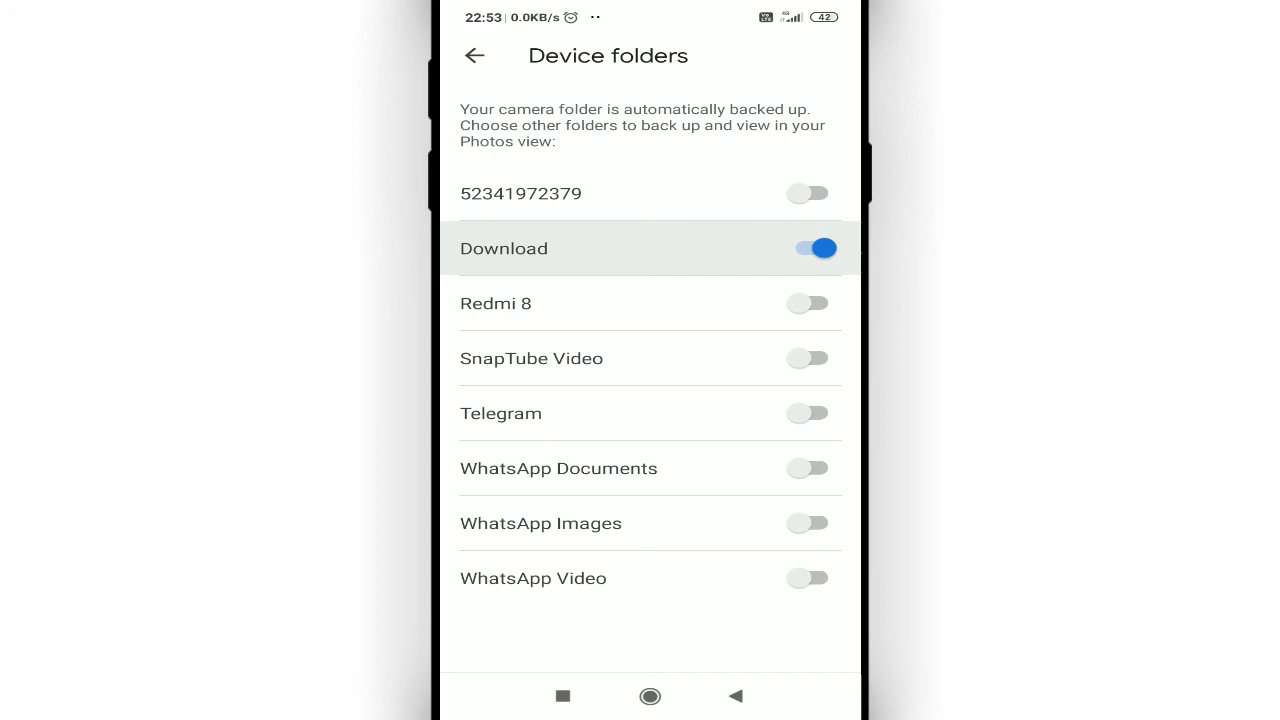 22:53 0.0KB/s 4G 42
Device folders
Your camera folder is automatically backed up.
Choose other folders to back up and view in your
Photos view:
52341972379
Download
Redmi 8
SnapTube Video
Telegram
WhatsApp Documents
WhatsApp Images
WhatsApp Video